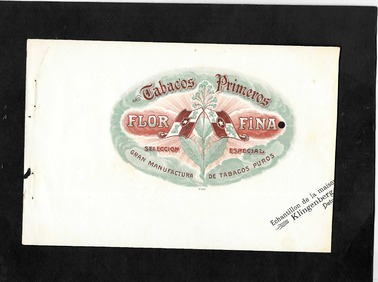 Tabacos Primeros
FLOR FINA
SELECCION ESPECIAL
GRAN MANUFACTURA DE TABACOS PUROS
Echantillon de la maison
Klingenberg